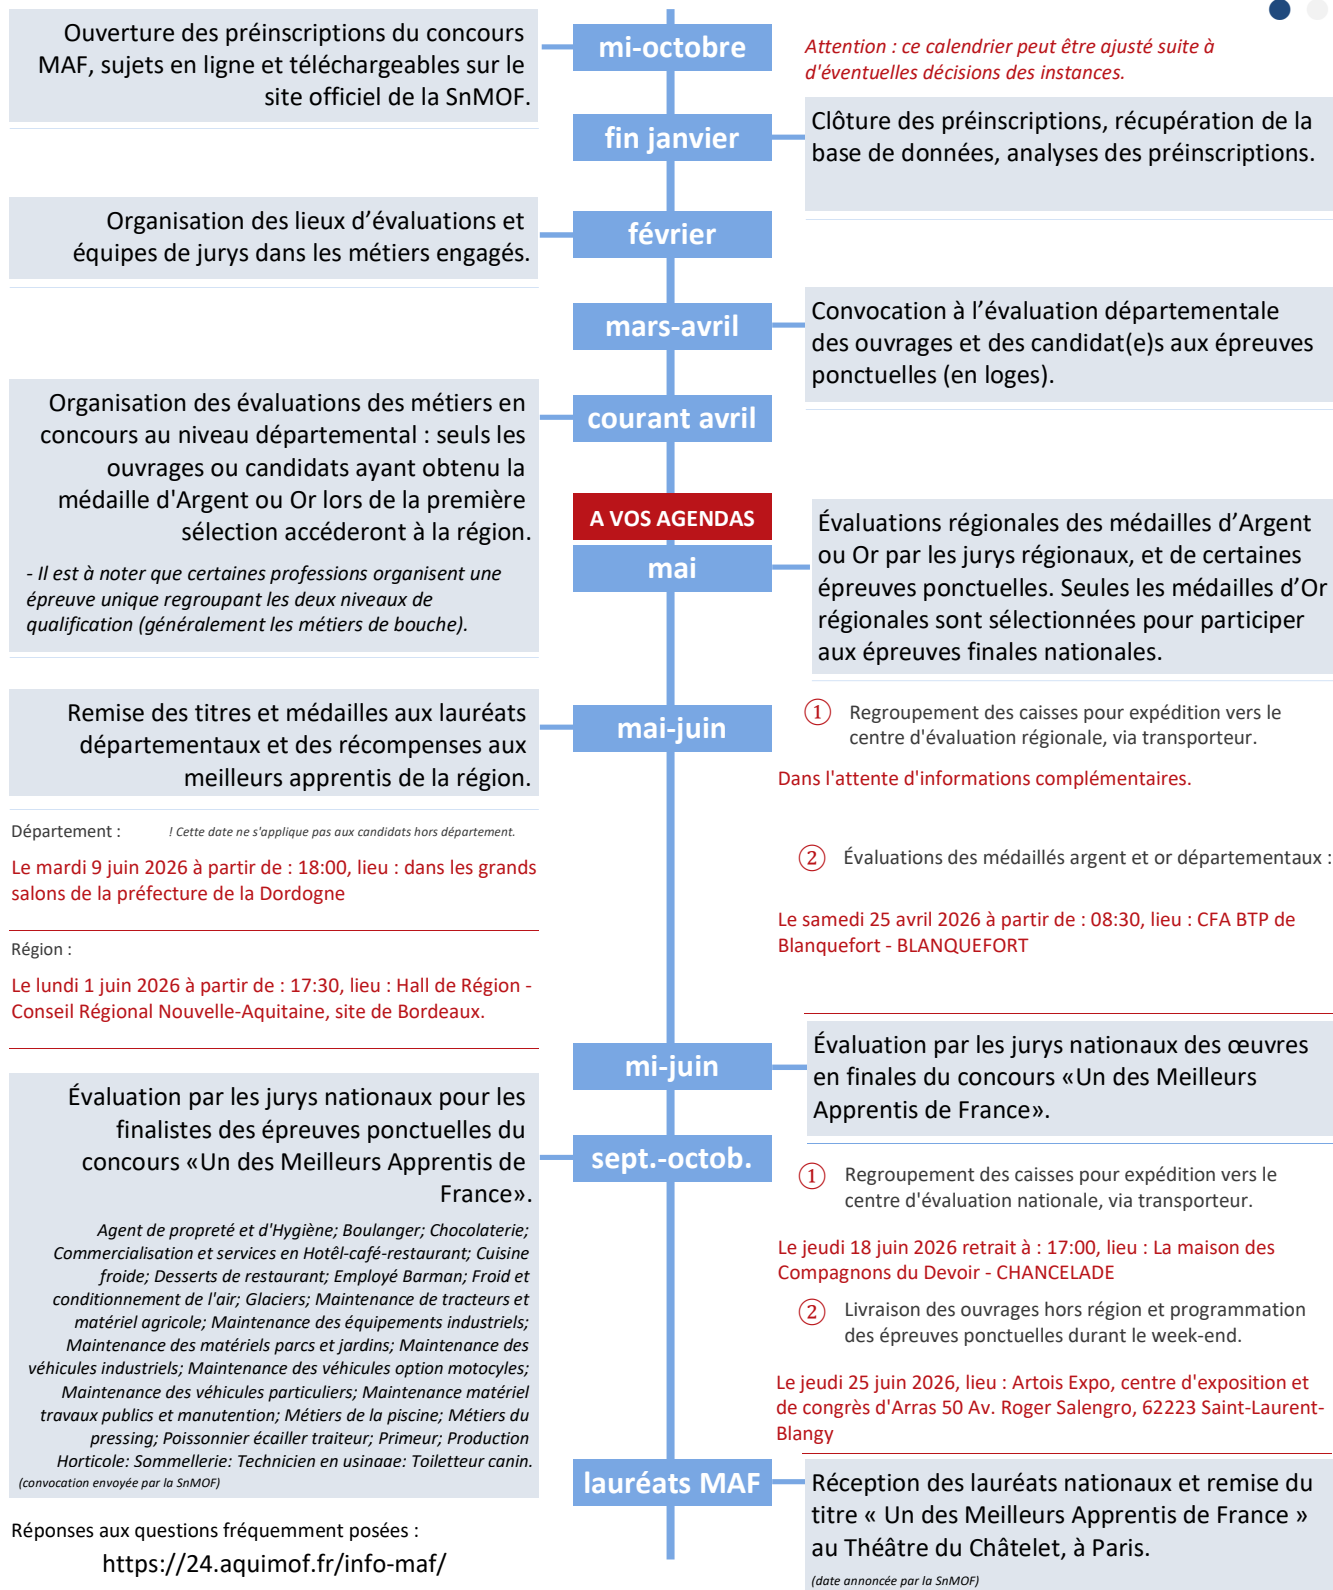 Ouverture des préinscriptions du concours
MAF, sujets en ligne et téléchargeables sur le
site officiel de la SnMOF.
mi-octobre
Attention : ce calendrier peut être ajusté suite à
d'éventuelles décisions des instances.
fin janvier
Clôture des préinscriptions, récupération de la
base de données, analyses des préinscriptions.
Organisation des lieux d’évaluations et
équipes de jurys dans les métiers engagés.
février
mars-avril
Convocation à l’évaluation départementale
des ouvrages et des candidat(e)s aux épreuves
ponctuelles (en loges).
Organisation des évaluations des métiers en
concours au niveau départemental : seuls les
ouvrages ou candidats ayant obtenu la
médaille d'Argent ou Or lors de la première
sélection accéderont à la région.
- Il est à noter que certaines professions organisent une
épreuve unique regroupant les deux niveaux de
qualification (généralement les métiers de bouche).
courant avril
A VOS AGENDAS
mai
Évaluations régionales des médailles d’Argent
ou Or par les jurys régionaux, et de certaines
épreuves ponctuelles. Seules les médailles d’Or
régionales sont sélectionnées pour participer
aux épreuves finales nationales.
Remise des titres et médailles aux lauréats
départementaux et des récompenses aux
meilleurs apprentis de la région.
mai-juin
1 Regroupement des caisses pour expédition vers le
centre d'évaluation régionale, via transporteur.
Dans l'attente d'informations complémentaires.
Département : ! Cette date ne s'applique pas aux candidats hors département.
Le mardi 9 juin 2026 à partir de : 18:00, lieu : dans les grands
salons de la préfecture de la Dordogne
2 Évaluations des médaillés argent et or départementaux :
Le samedi 25 avril 2026 à partir de : 08:30, lieu : CFA BTP de
Blanquefort - BLANQUEFORT
Région :
Le lundi 1 juin 2026 à partir de : 17:30, lieu : Hall de Région -
Conseil Régional Nouvelle-Aquitaine, site de Bordeaux.
mi-juin
Évaluation par les jurys nationaux des œuvres
en finales du concours «Un des Meilleurs
Apprentis de France».
Évaluation par les jurys nationaux pour les
finalistes des épreuves ponctuelles du
concours «Un des Meilleurs Apprentis de
France».
sept.-octob.
Agent de propreté et d'Hygiène; Boulanger; Chocolaterie;
Commercialisation et services en Hotêl-café-restaurant; Cuisine
froide; Desserts de restaurant; Employé Barman; Froid et
conditionnement de l'air; Glaciers; Maintenance de tracteurs et
matériel agricole; Maintenance des équipements industriels;
Maintenance des matériels parcs et jardins; Maintenance des
véhicules industriels; Maintenance des véhicules option motocyles;
Maintenance des véhicules particuliers; Maintenance matériel
travaux publics et manutention; Métiers de la piscine; Métiers du
pressing; Poissonnier écailler traiteur; Primeur; Production
Horticole; Sommellerie; Technicien en usinage; Toiletteur canin.
(convocation envoyée par la SnMOF)
1 Regroupement des caisses pour expédition vers le
centre d'évaluation nationale, via transporteur.
Le jeudi 18 juin 2026 retrait à : 17:00, lieu : La maison des
Compagnons du Devoir - CHANCELADE
2 Livraison des ouvrages hors région et programmation
des épreuves ponctuelles durant le week-end.
Le jeudi 25 juin 2026, lieu : Artois Expo, centre d'exposition et
de congrès d'Arras 50 Av. Roger Salengro, 62223 Saint-Laurent-
Blangy
lauréats MAF
Réception des lauréats nationaux et remise du
titre « Un des Meilleurs Apprentis de France »
au Théâtre du Châtelet, à Paris.
(date annoncée par la SnMOF)
Réponses aux questions fréquemment posées :
https://24.aquimof.fr/info-maf/